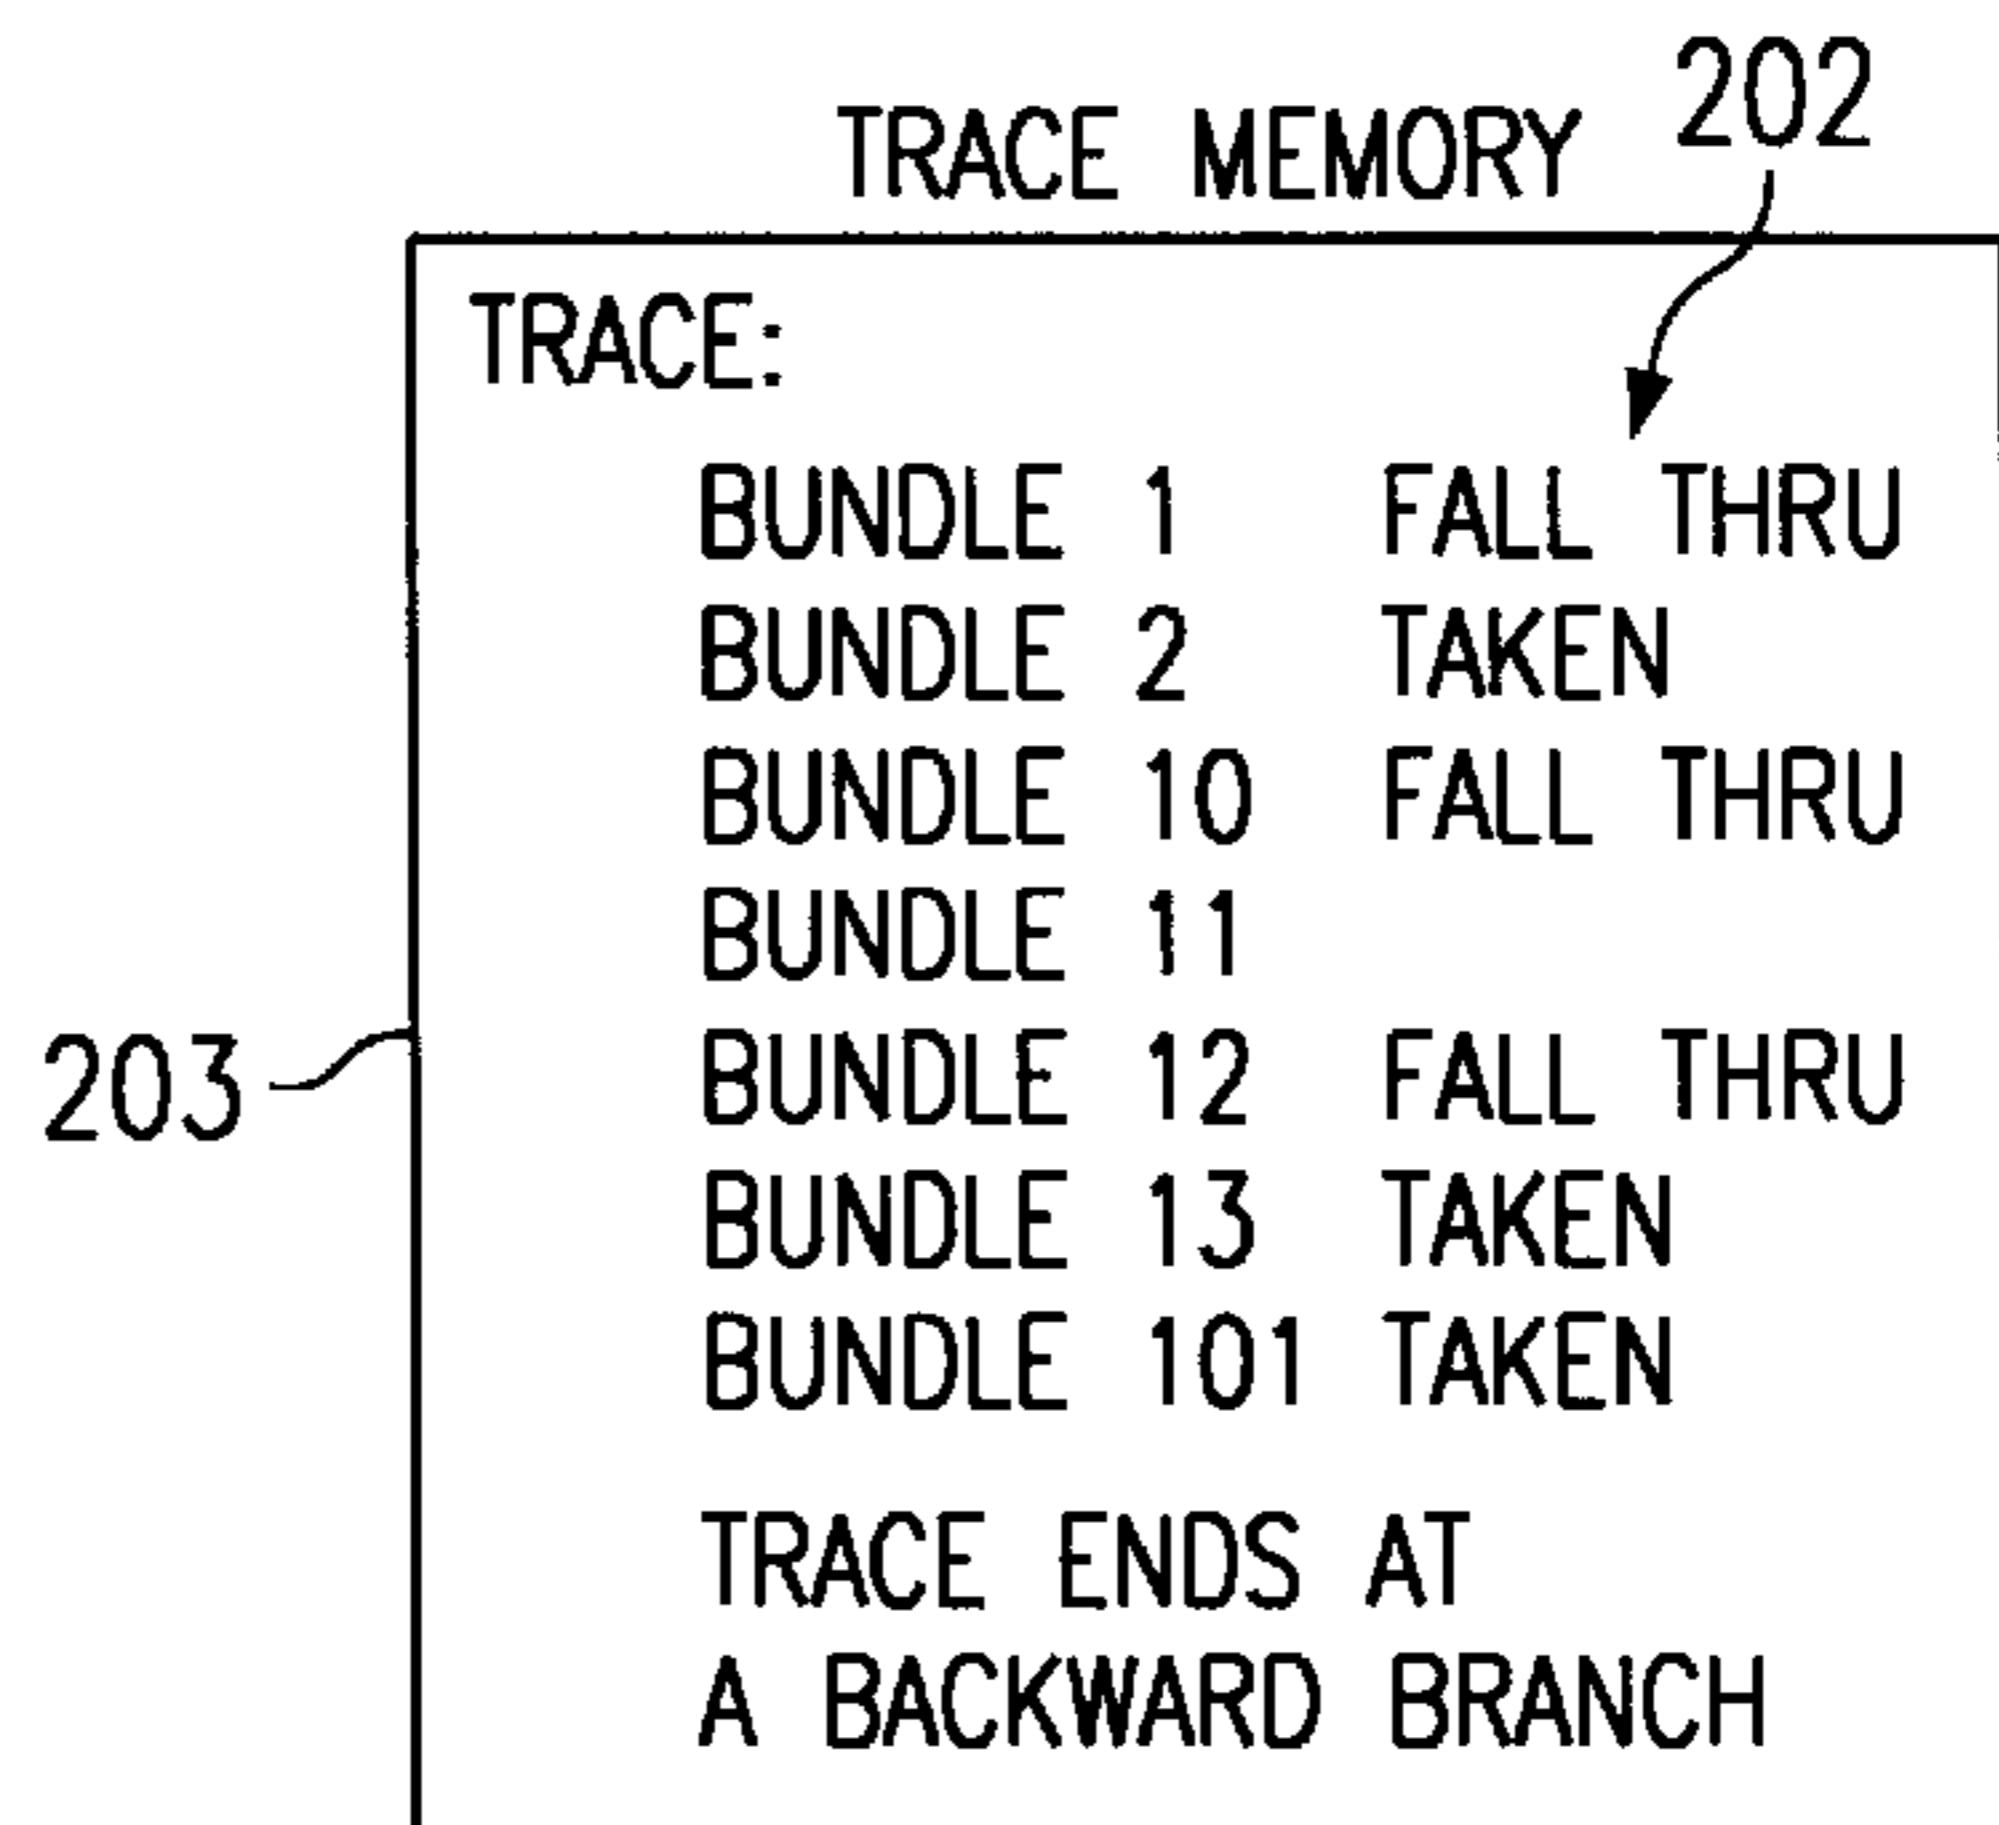 202
TRACE MEMORY
TRACE:
BUNDLE 1 FALL THRU
BUNDLE 2 TAKEN
BUNDLE 10 FALL THRU
BUNDLE 11
203
BUNDLE 12 FALL THRU
BUNDLE 13 TAKEN
BUNDLE 101 TAKEN
TRACE ENDS AT
A BACKWARD BRANCH